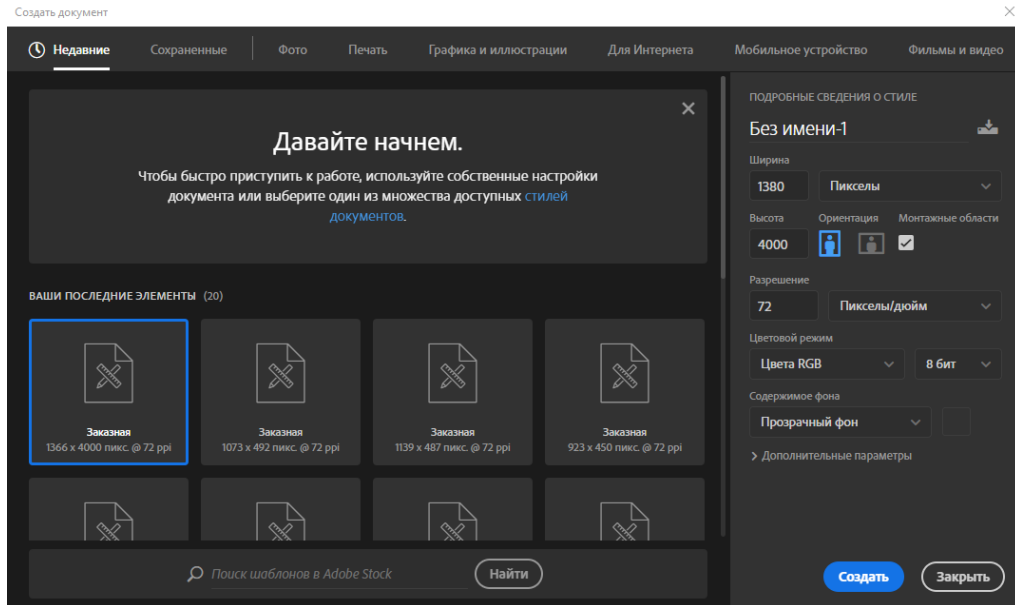 Создать документ
Недавние
Сохраненные
Фото
Печать
Графика и иллюстрации
Для Интернета
Мобильное устройство
Фильмы и видео
Давайте начнем.
Чтобы быстро приступить к работе, используйте собственные настройки
документа или выберите один из множества доступных стилей
документов.
ВАШИ ПОСЛЕДНИЕ ЭЛЕМЕНТЫ (20)
Заказная
1366 x 4000 пикс. @ 72 ppi
Заказная
1073 x 492 пикс. @ 72 ppi
Заказная
1139 x 487 пикс. @ 72 ppi
Заказная
923 x 450 пикс. @ 72 ppi
Поиск шаблонов в Adobe Stock
Найти
ПОДРОБНЫЕ СВЕДЕНИЯ О СТИЛЕ
Без имени-1
Ширина
1380 Пикселы
Высота Ориентация Монтажные области
4000
Разрешение
72 Пикселы/дюйм
Цветовой режим
Цвета RGB 8 бит
Содержимое фона
Прозрачный фон
Дополнительные параметры
Создать Закрыть